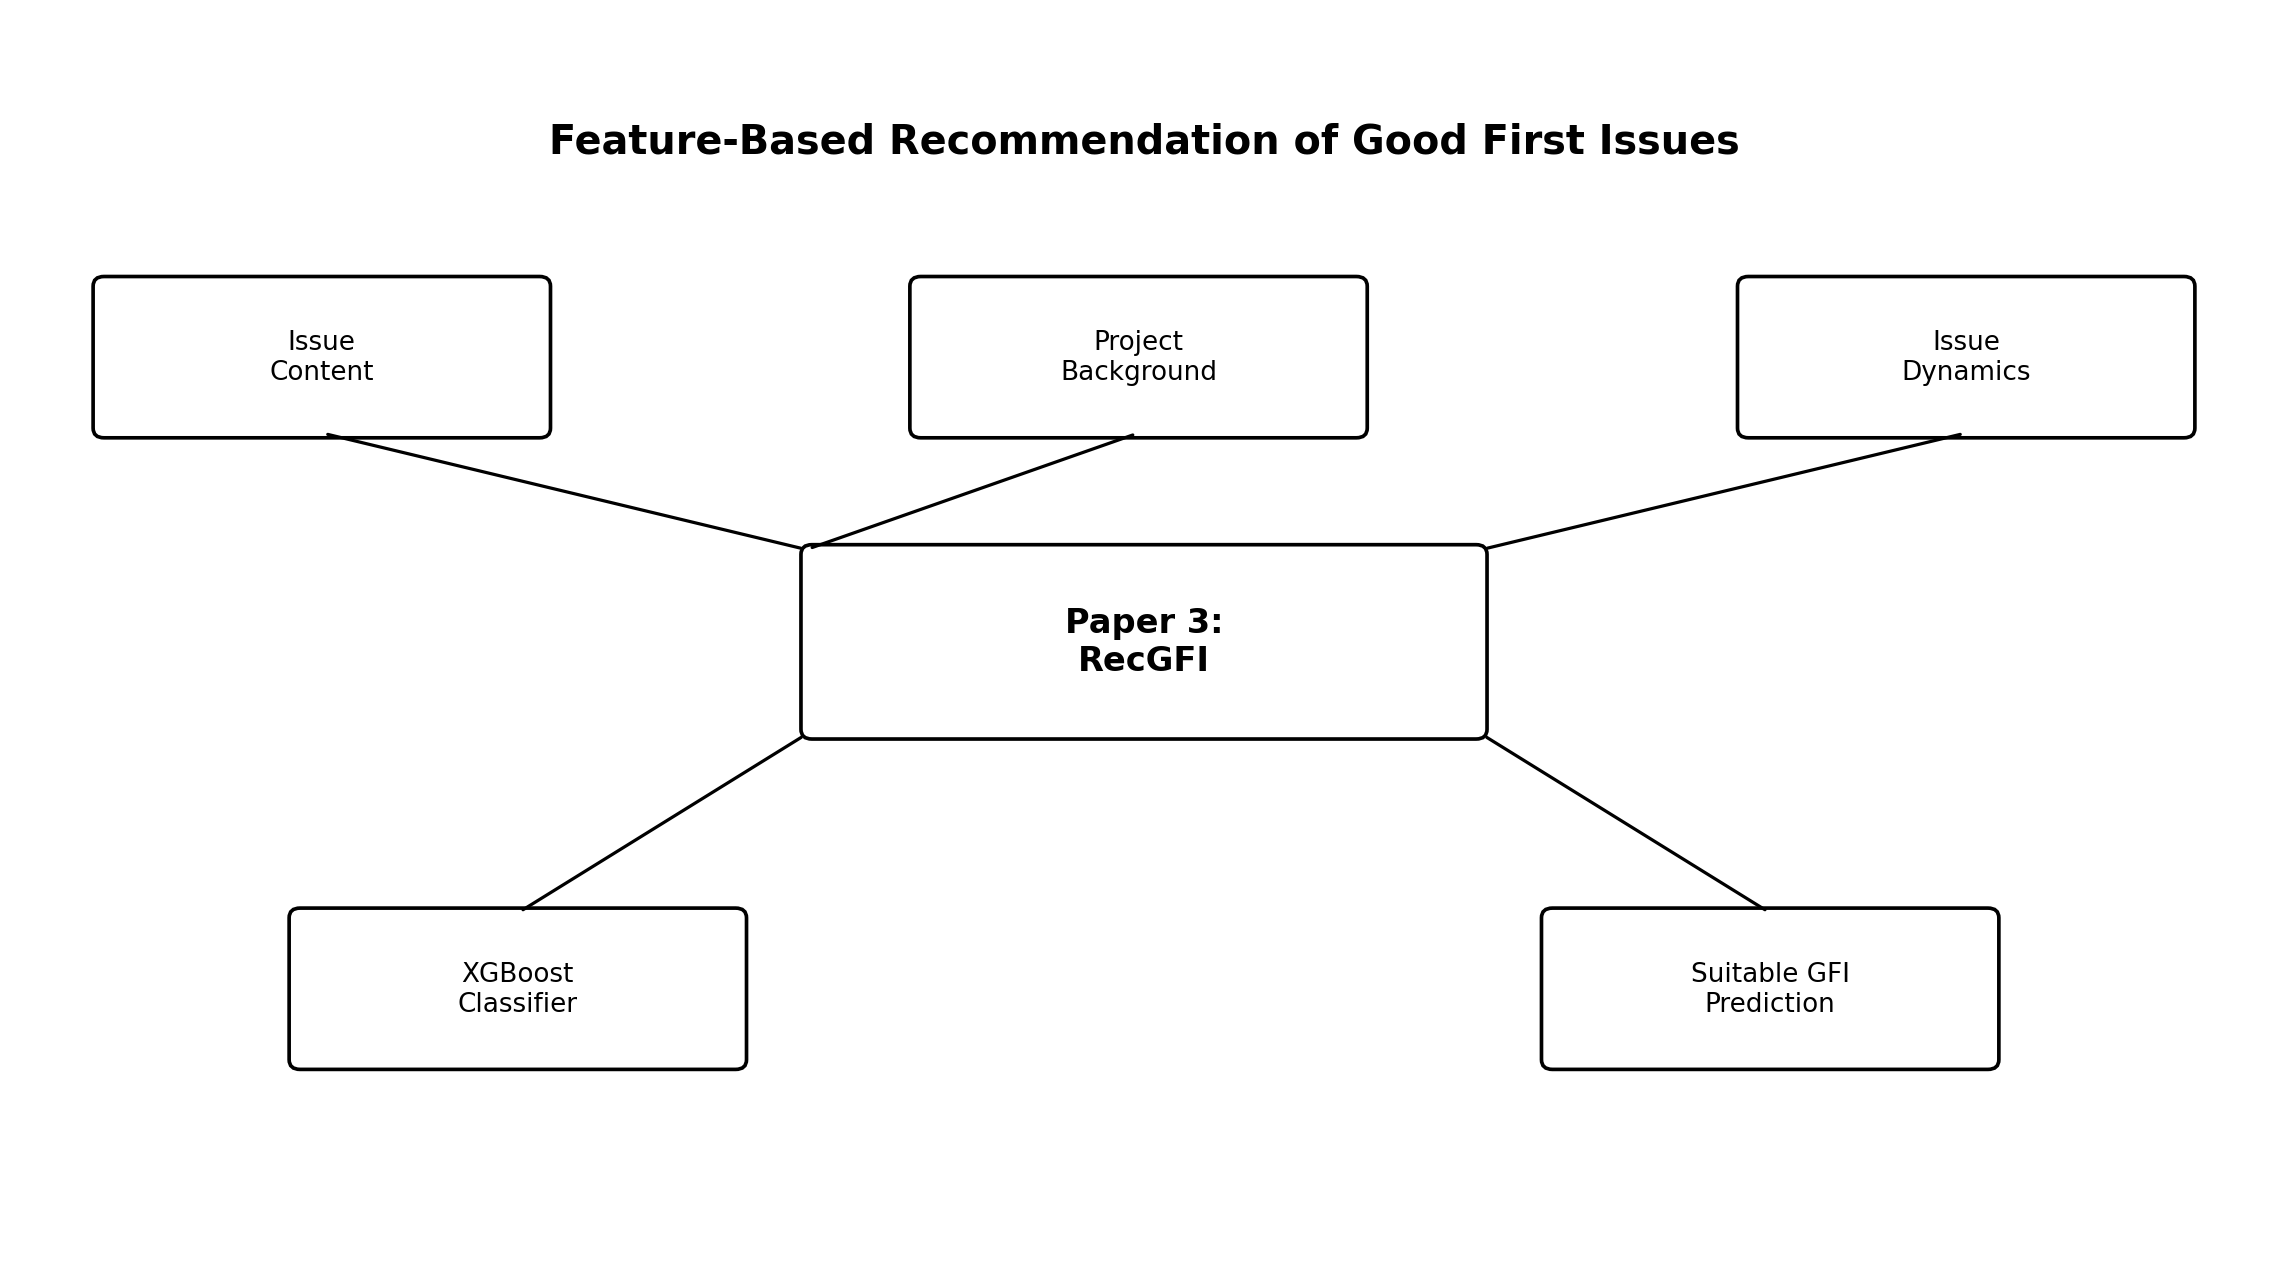 Feature-Based Recommendation of Good First Issues
Issue
Content
Project
Background
Issue
Dynamics
Paper 3:
RecGFI
XGBoost
Classifier
Suitable GFI
Prediction